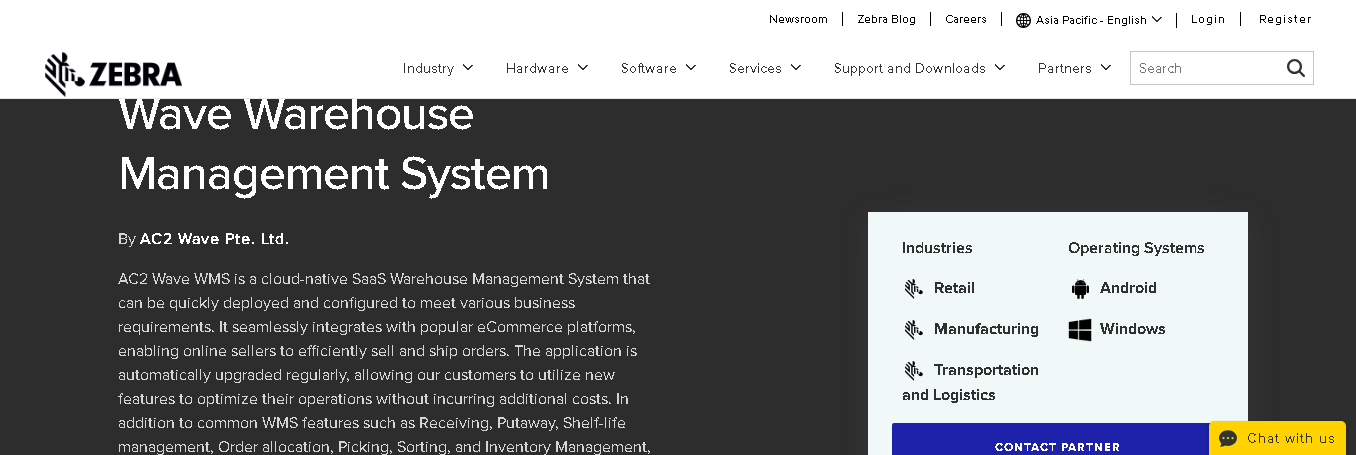 Newsroom
Zebra Blog
Careers
Asia Pacific - English
Login
Register
ZEBRA
Industry
Hardware
Software
Services
Support and Downloads
Partners
Search
Wave Warehouse
Management System
By AC2 Wave Pte. Ltd.
AC2 Wave WMS is a cloud-native SaaS Warehouse Management System that
can be quickly deployed and configured to meet various business
requirements. It seamlessly integrates with popular eCommerce platforms,
enabling online sellers to efficiently sell and ship orders. The application is
automatically upgraded regularly, allowing our customers to utilize new
features to optimize their operations without incurring additional costs. In
addition to common WMS features such as Receiving, Putaway, Shelf-life
management, Order allocation, Picking, Sorting, and Inventory Management,
Industries
Retail
Manufacturing
Transportation
and Logistics
Operating Systems
Android
Windows
CONTACT PARTNER
Chat with us